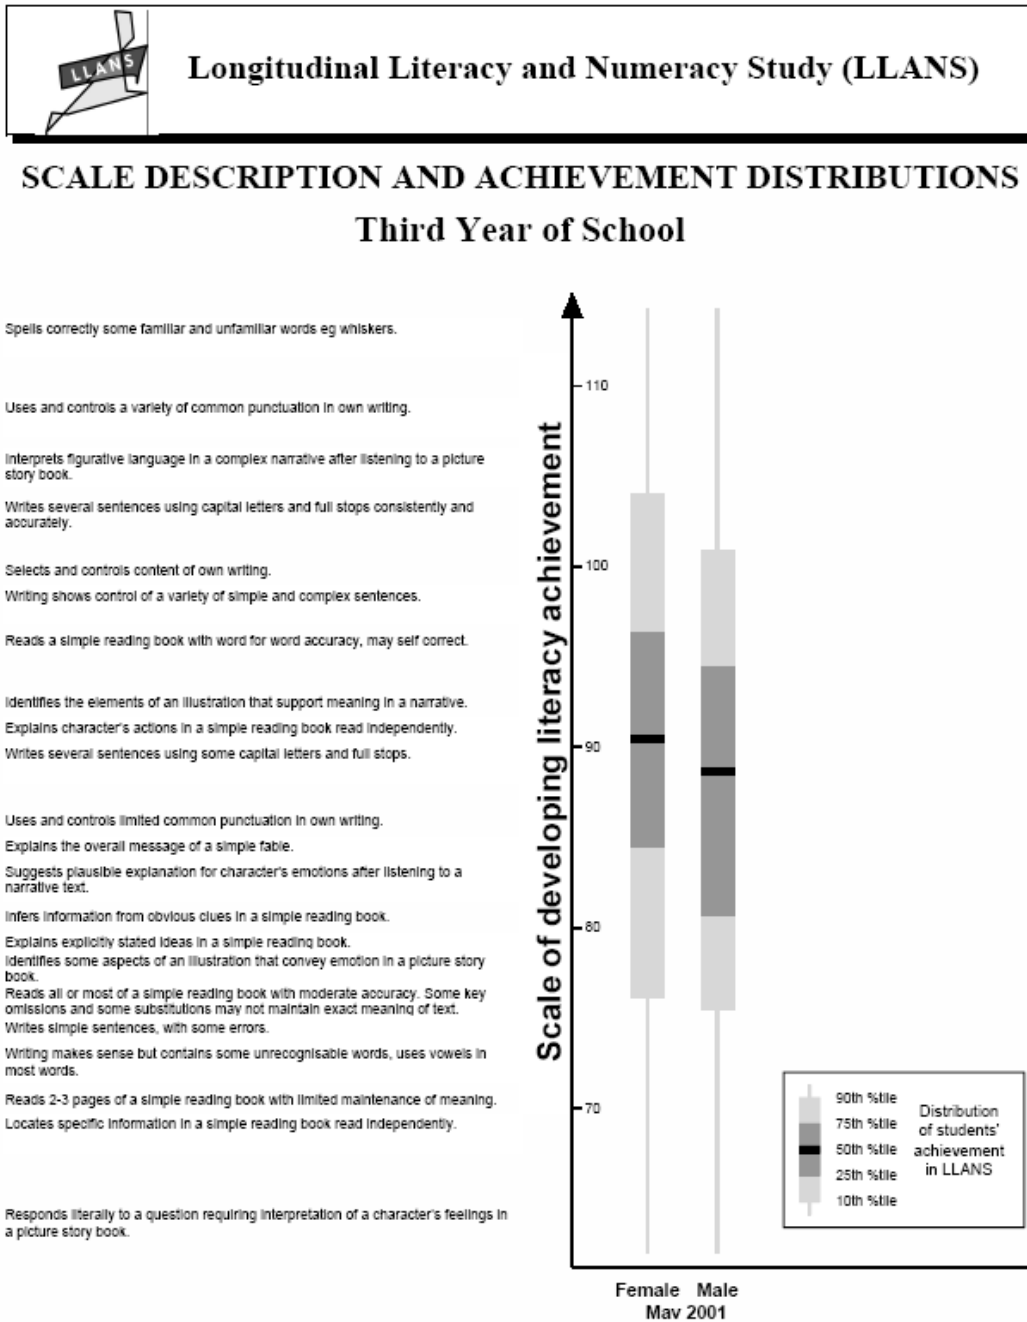 LLANS
Longitudinal Literacy and Numeracy Study (LLANS)
SCALE DESCRIPTION AND ACHIEVEMENT DISTRIBUTIONS
Third Year of School
Spells correctly some familiar and unfamiliar words eg whiskers.
Uses and controls a variety of common punctuation in own writing.
Interprets figurative language in a complex narrative after listening to a picture
story book.
Writes several sentences using capital letters and full stops consistently and
accurately.
Selects and controls content of own writing.
Writing shows control of a variety of simple and complex sentences.
Reads a simple reading book with word for word accuracy, may self correct.
Identifies the elements of an illustration that support meaning in a narrative.
Explains character's actions in a simple reading book read independently.
Writes several sentences using some capital letters and full stops.
Uses and controls limited common punctuation in own writing.
Explains the overall message of a simple fable.
Suggests plausible explanation for character's emotions after listening to a
narrative text.
Infers information from obvious clues in a simple reading book.
Explains explicitly stated ideas in a simple reading book.
Identifies some aspects of an illustration that convey emotion in a picture story
book.
Reads all or most of a simple reading book with moderate accuracy. Some key
omissions and some substitutions may not maintain exact meaning of text.
Writes simple sentences, with some errors.
Writing makes sense but contains some unrecognisable words, uses vowels in
most words.
Reads 2-3 pages of a simple reading book with limited maintenance of meaning.
Locates specific information in a simple reading book read independently.
Responds literally to a question requiring interpretation of a character's feelings in
a picture story book.
Scale of developing literacy achievement
110
100
90
80
70
90th %tile
75th %tile
50th %tile
25th %tile
10th %tile
Distribution
of students'
achievement
in LLANS
Female Male
May 2001